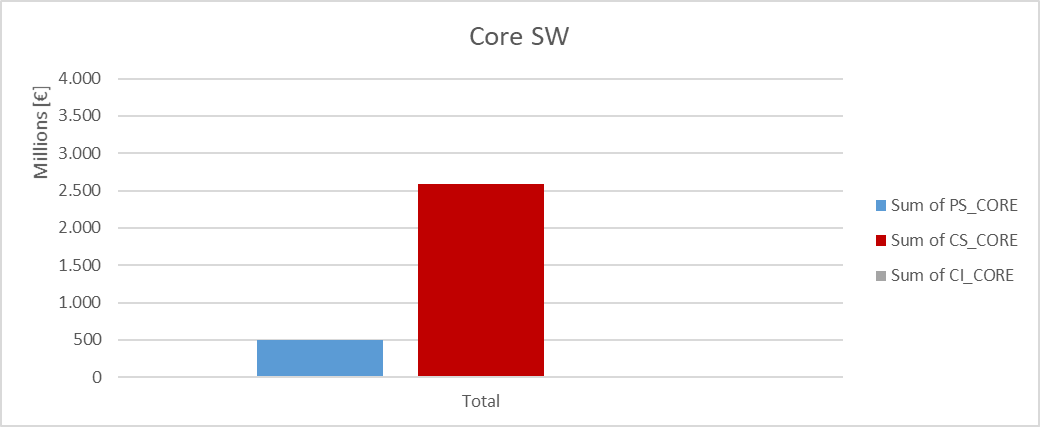 Core SW
Millions [€]
4.000
3.500
3.000
2.500
2.000
1.500
1.000
500
0
Total
Sum of PS_CORE
Sum of CS_CORE
Sum of CI_CORE